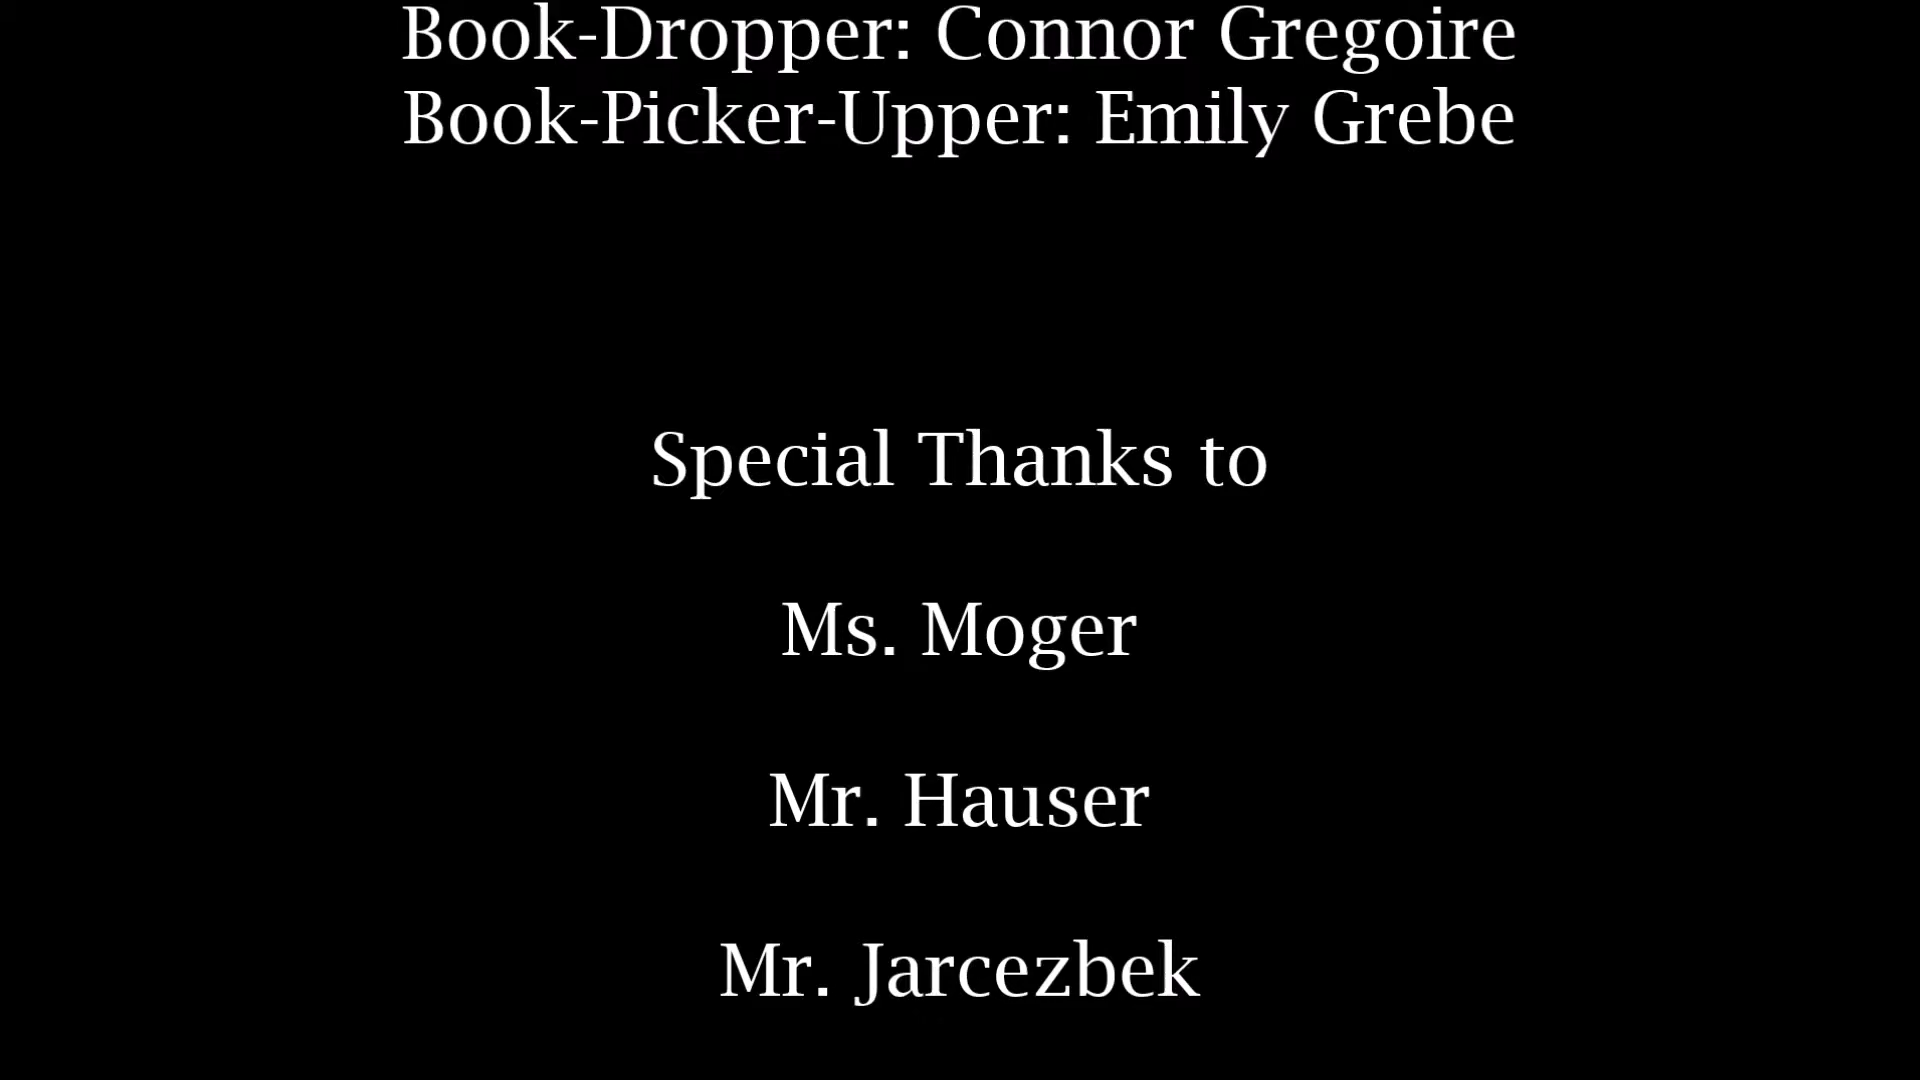 Book-Dropper: Connor Gregoire
Book-Picker-Upper: Emily Grebe
Special Thanks to
Ms. Moger
Mr. Hauser
Mr. Jarcezbek